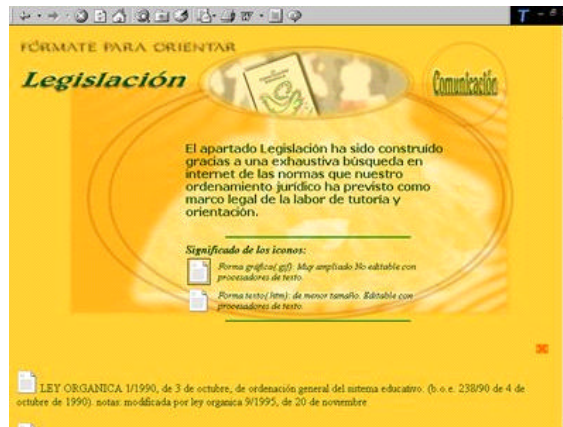 FÓRMATE PARA ORIENTAR
Legislación
Comunicación
El apartado Legislación ha sido construído
gracias a una exhaustiva búsqueda en
internet de las normas que nuestro
ordenamiento jurídico ha previsto como
marco legal de la labor de tutoría y
orientación.
Significado de los iconos:
Forma gráfica(.gif). Muy ampliado No editable con
procesadores de texto.
Forma texto(.htm): de menor tamaño. Editable con
procesadores de texto.
LEY ORGANICA 1/1990, de 3 de octubre, de ordenación general del sistema educativo. (b.o.e. 238/90 de 4 de
octubre de 1990). notas: modificada por ley organica 9/1995, de 20 de noviembre